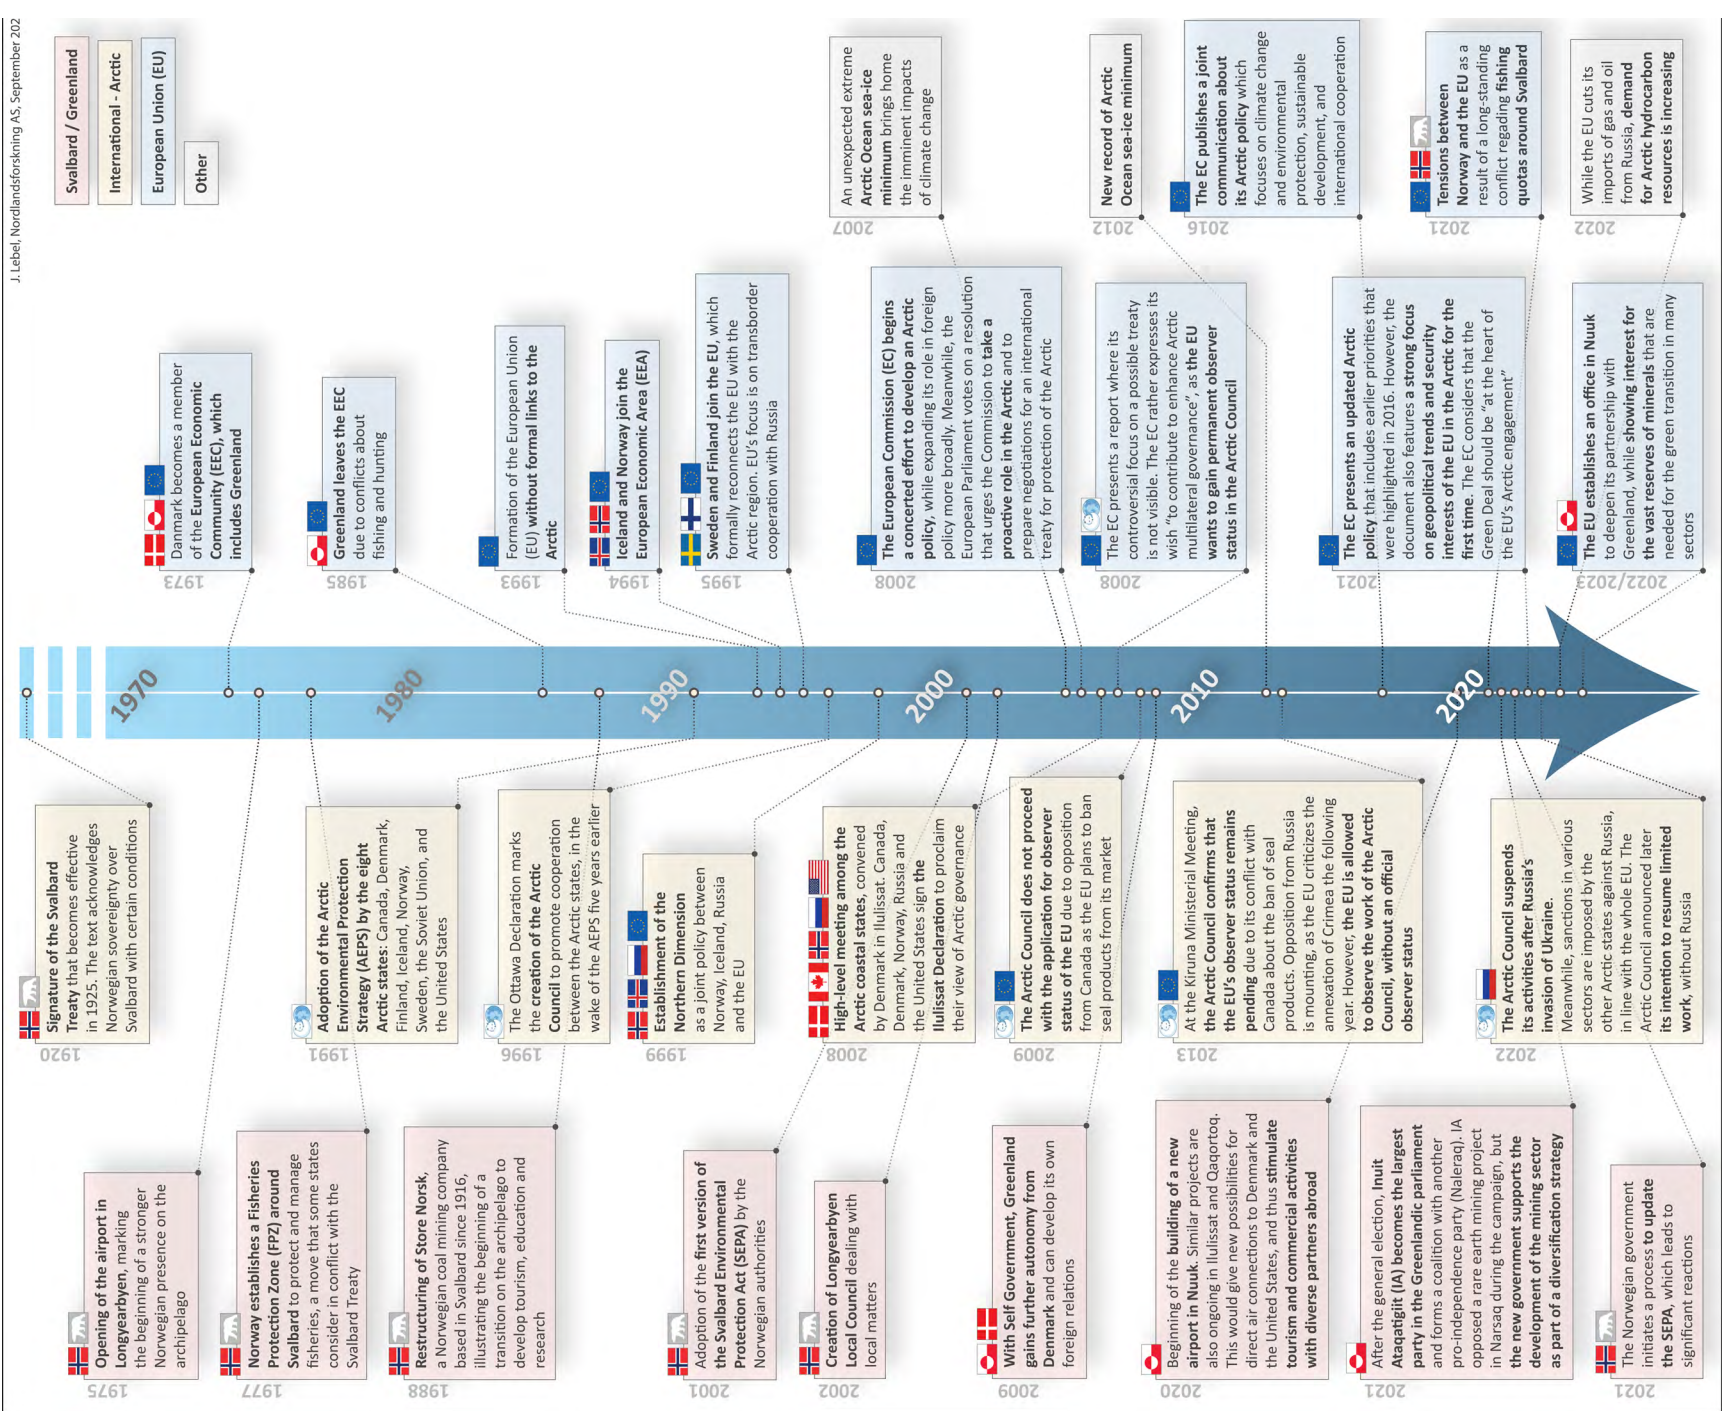 J. Lebel, Nordlandsforskning AS, September 202
Svalbard / Greenland
International - Arctic
European Union (EU)
Other
1973
Danmark becomes a member
of the European Economic
Community (EEC), which
includes Greenland
1985
Greenland leaves the EEC
due to conflicts about
fishing and hunting
1993
Formation of the European Union
(EU) without formal links to the
Arctic
1994
Iceland and Norway join the
European Economic Area (EEA)
1995
Sweden and Finland join the EU, which
formally reconnects the EU with the
Arctic region. EU's focus is on transborder
cooperation with Russia
2007
An unexpected extreme
Arctic Ocean sea-ice
minimum brings home
the imminent impacts
of climate change
2008
The European Commission (EC) begins
a concerted effort to develop an Arctic
policy, while expanding its role in foreign
policy more broadly. Meanwhile, the
European Parliament votes on a resolution
that urges the Commission to take a
proactive role in the Arctic and to
prepare negotiations for an international
treaty for protection of the Arctic
2012
New record of Arctic
Ocean sea-ice minimum
2008
The EC presents a report where its
controversial focus on a possible treaty
is not visible. The EC rather expresses its
wish "to contribute to enhance Arctic
multilateral governance", as the EU
wants to gain permanent observer
status in the Arctic Council
2016
The EC publishes a joint
communication about
its Arctic policy which
focuses on climate change
and environmental
protection, sustainable
development, and
international cooperation
2021
The EC presents an updated Arctic
policy that includes earlier priorities that
were highlighted in 2016. However, the
document also features a strong focus
on geopolitical trends and security
interests of the EU in the Arctic for the
first time. The EC considers that the
Green Deal should be "at the heart of
the EU's Arctic engagement"
2021
Tensions between
Norway and the EU as a
result of a long-standing
conflict regading fishing
quotas around Svalbard
2022
While the EU cuts its
imports of gas and oil
from Russia, demand
for Arctic hydrocarbon
resources is increasing
2022/2023
The EU establishes an office in Nuuk
to deepen its partnership with
Greenland, while showing interest for
the vast reserves of minerals that are
needed for the green transition in many
sectors
1970
1980
1990
2000
2010
2020
1920
Signature of the Svalbard
Treaty that becomes effective
in 1925. The text acknowledges
Norwegian sovereignty over
Svalbard with certain conditions
1991
Adoption of the Arctic
Environmental Protection
Strategy (AEPS) by the eight
Arctic states: Canada, Denmark,
Finland, Iceland, Norway,
Sweden, the Soviet Union, and
the United States
1996
The Ottawa Declaration marks
the creation of the Arctic
Council to promote cooperation
between the Arctic states, in the
wake of the AEPS five years earlier
1999
Establishment of the
Northern Dimension
as a joint policy between
Norway, Iceland, Russia
and the EU
2008
High-level meeting among the
Arctic coastal states, convened
by Denmark in Ilulissat. Canada,
Denmark, Norway, Russia and
the United States sign the
Ilulissat Declaration to proclaim
their view of Arctic governance
2009
The Arctic Council does not proceed
with the application for observer
status of the EU due to opposition
from Canada as the EU plans to ban
seal products from its market
2013
At the Kiruna Ministerial Meeting,
the Arctic Council confirms that
the EU's observer status remains
pending due to its conflict with
Canada about the ban of seal
products. Opposition from Russia
is mounting, as the EU criticizes the
annexation of Crimea the following
year. However, the EU is allowed
to observe the work of the Arctic
Council, without an official
observer status
2022
The Arctic Council suspends
its activities after Russia's
invasion of Ukraine.
Meanwhile, sanctions in various
sectors are imposed by the
other Arctic states against Russia,
in line with the whole EU. The
Arctic Council announced later
its intention to resume limited
work, without Russia
1975
Opening of the airport in
Longyearbyen, marking
the beginning of a stronger
Norwegian presence on the
archipelago
1977
Norway establishes a Fisheries
Protection Zone (FPZ) around
Svalbard to protect and manage
fisheries, a move that some states
consider in conflict with the
Svalbard Treaty
1988
Restructuring of Store Norsk,
a Norwegian coal mining company
based in Svalbard since 1916,
illustrating the beginning of a
transition on the archipelago to
develop tourism, education and
research
2001
Adoption of the first version of
the Svalbard Environmental
Protection Act (SEPA) by the
Norwegian authorities
2002
Creation of Longyearbyen
Local Council dealing with
local matters
2009
With Self Government, Greenland
gains further autonomy from
Denmark and can develop its own
foreign relations
2020
Beginning of the building of a new
airport in Nuuk. Similar projects are
also ongoing in Ilulissat and Qaqortoq.
This would give new possibilities for
direct air connections to Denmark and
the United States, and thus stimulate
tourism and commercial activities
with diverse partners abroad
2021
After the general election, Inuit
Ataqatigiit (IA) becomes the largest
party in the Greenlandic parliament
and forms a coalition with another
pro-independence party (Naleraq). IA
opposed a rare earth mining project
in Narsaq during the campaign, but
the new government supports the
development of the mining sector
as part of a diversification strategy
2021
The Norwegian government
initiates a process to update
the SEPA, which leads to
significant reactions